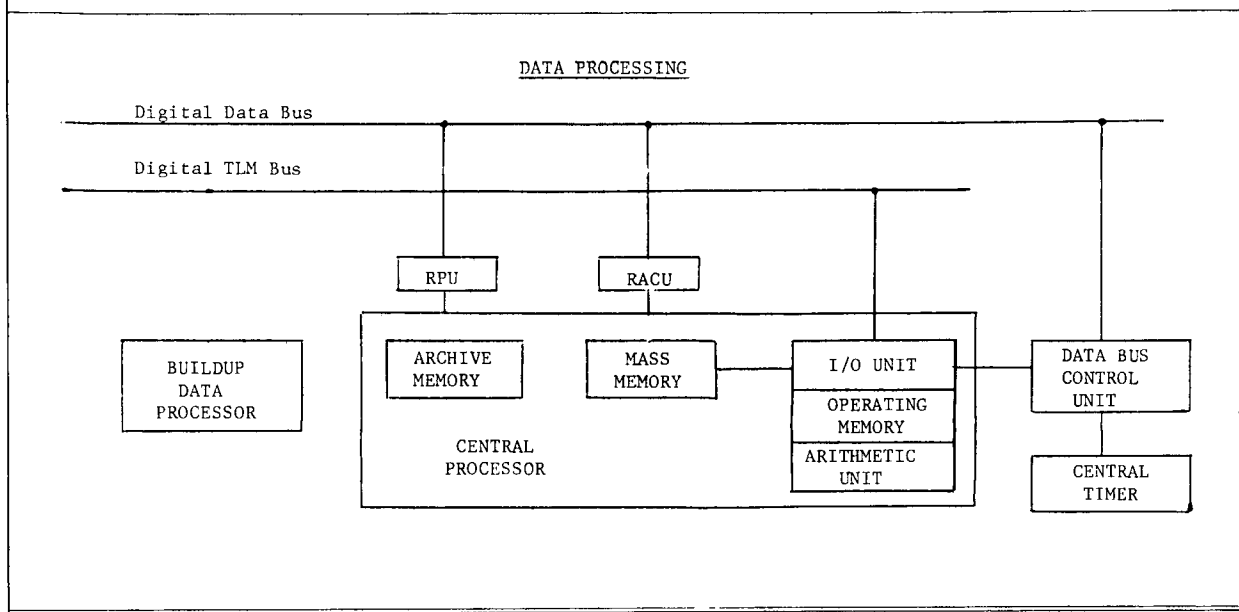 DATA PROCESSING
Digital Data Bus
Digital TLM Bus
RPU
RACU
BUILDUP
DATA
PROCESSOR
ARCHIVE
MEMORY
MASS
MEMORY
I/O UNIT
OPERATING
MEMORY
ARITHMETIC
UNIT
CENTRAL
PROCESSOR
DATA BUS
CONTROL
UNIT
CENTRAL
TIMER